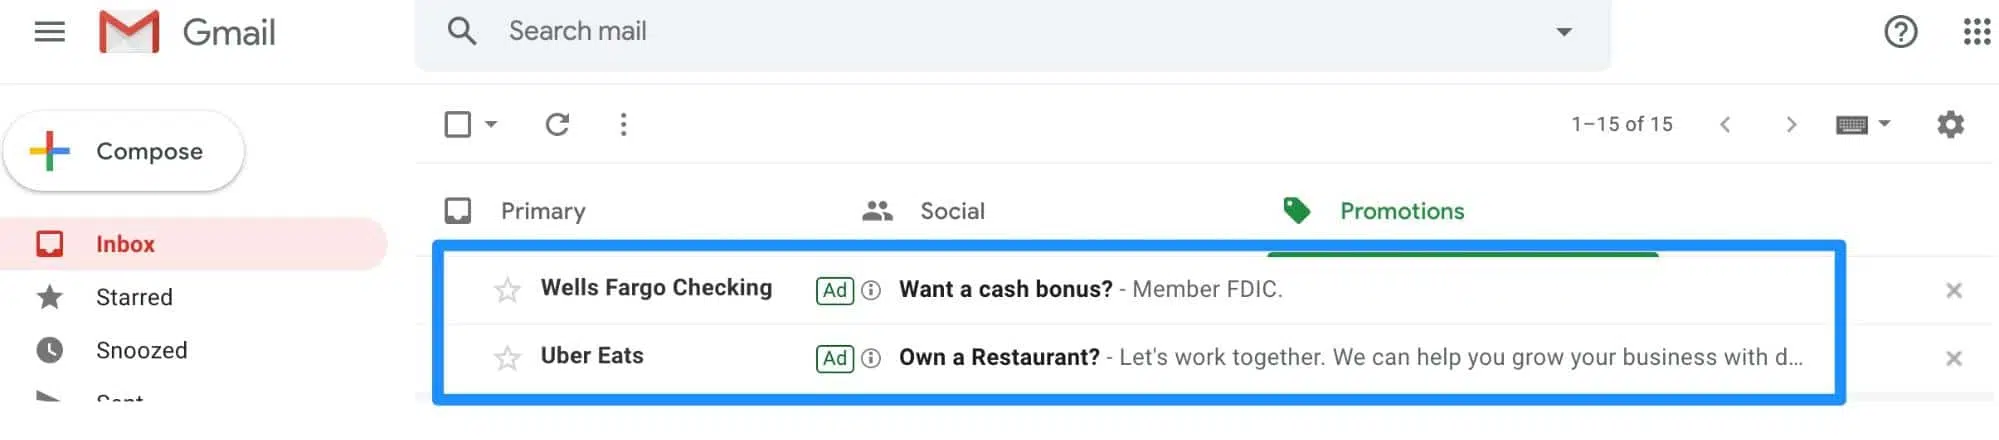 Gmail
Search mail
Compose
1–15 of 15
Primary
Social
Promotions
Inbox
Starred
Snoozed
Sent
Wells Fargo Checking Ad Want a cash bonus? - Member FDIC.
Uber Eats Ad Own a Restaurant? - Let's work together. We can help you grow your business with d...